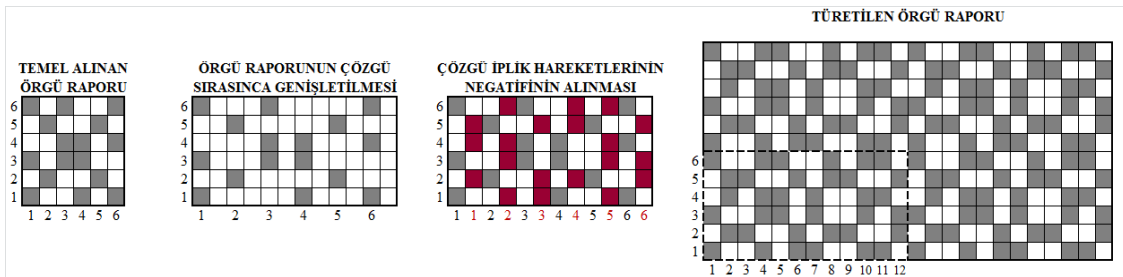 TÜRETİLEN ÖRGÜ RAPORU
TEMEL ALINAN
ÖRGÜ RAPORU
6
5
4
3
2
1
1 2 3 4 5 6
ÖRGÜ RAPORUNUN ÇÖZGÜ
SIRASINCA GENİŞLETİLMESİ
6
5
4
3
2
1
1 2 3 4 5 6
ÇÖZGÜ İPLİK HAREKETLERİNİN
NEGATİFİNİN ALINMASI
6
5
4
3
2
1
1 1 2 2 3 3 4 4 5 5 6 6
6
5
4
3
2
1
1 2 3 4 5 6 7 8 9 10 11 12